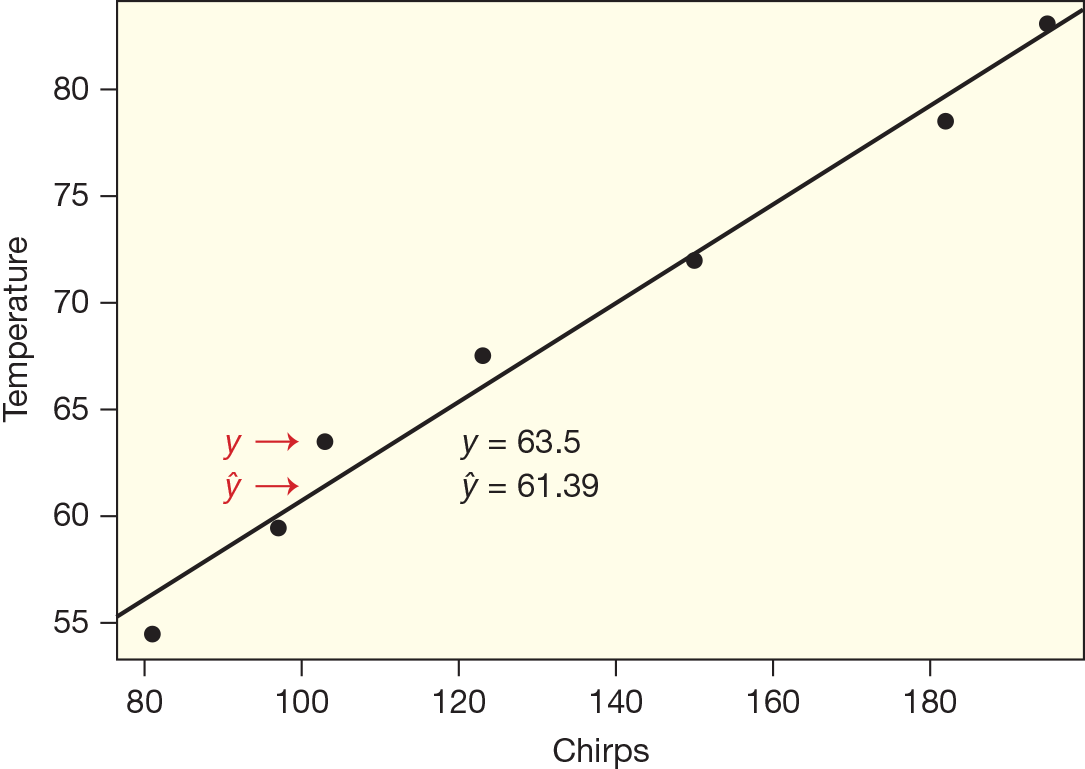 80
75
70
65
60
55
Temperature
y → y = 63.5
ŷ → ŷ = 61.39
80 100 120 140 160 180
Chirps